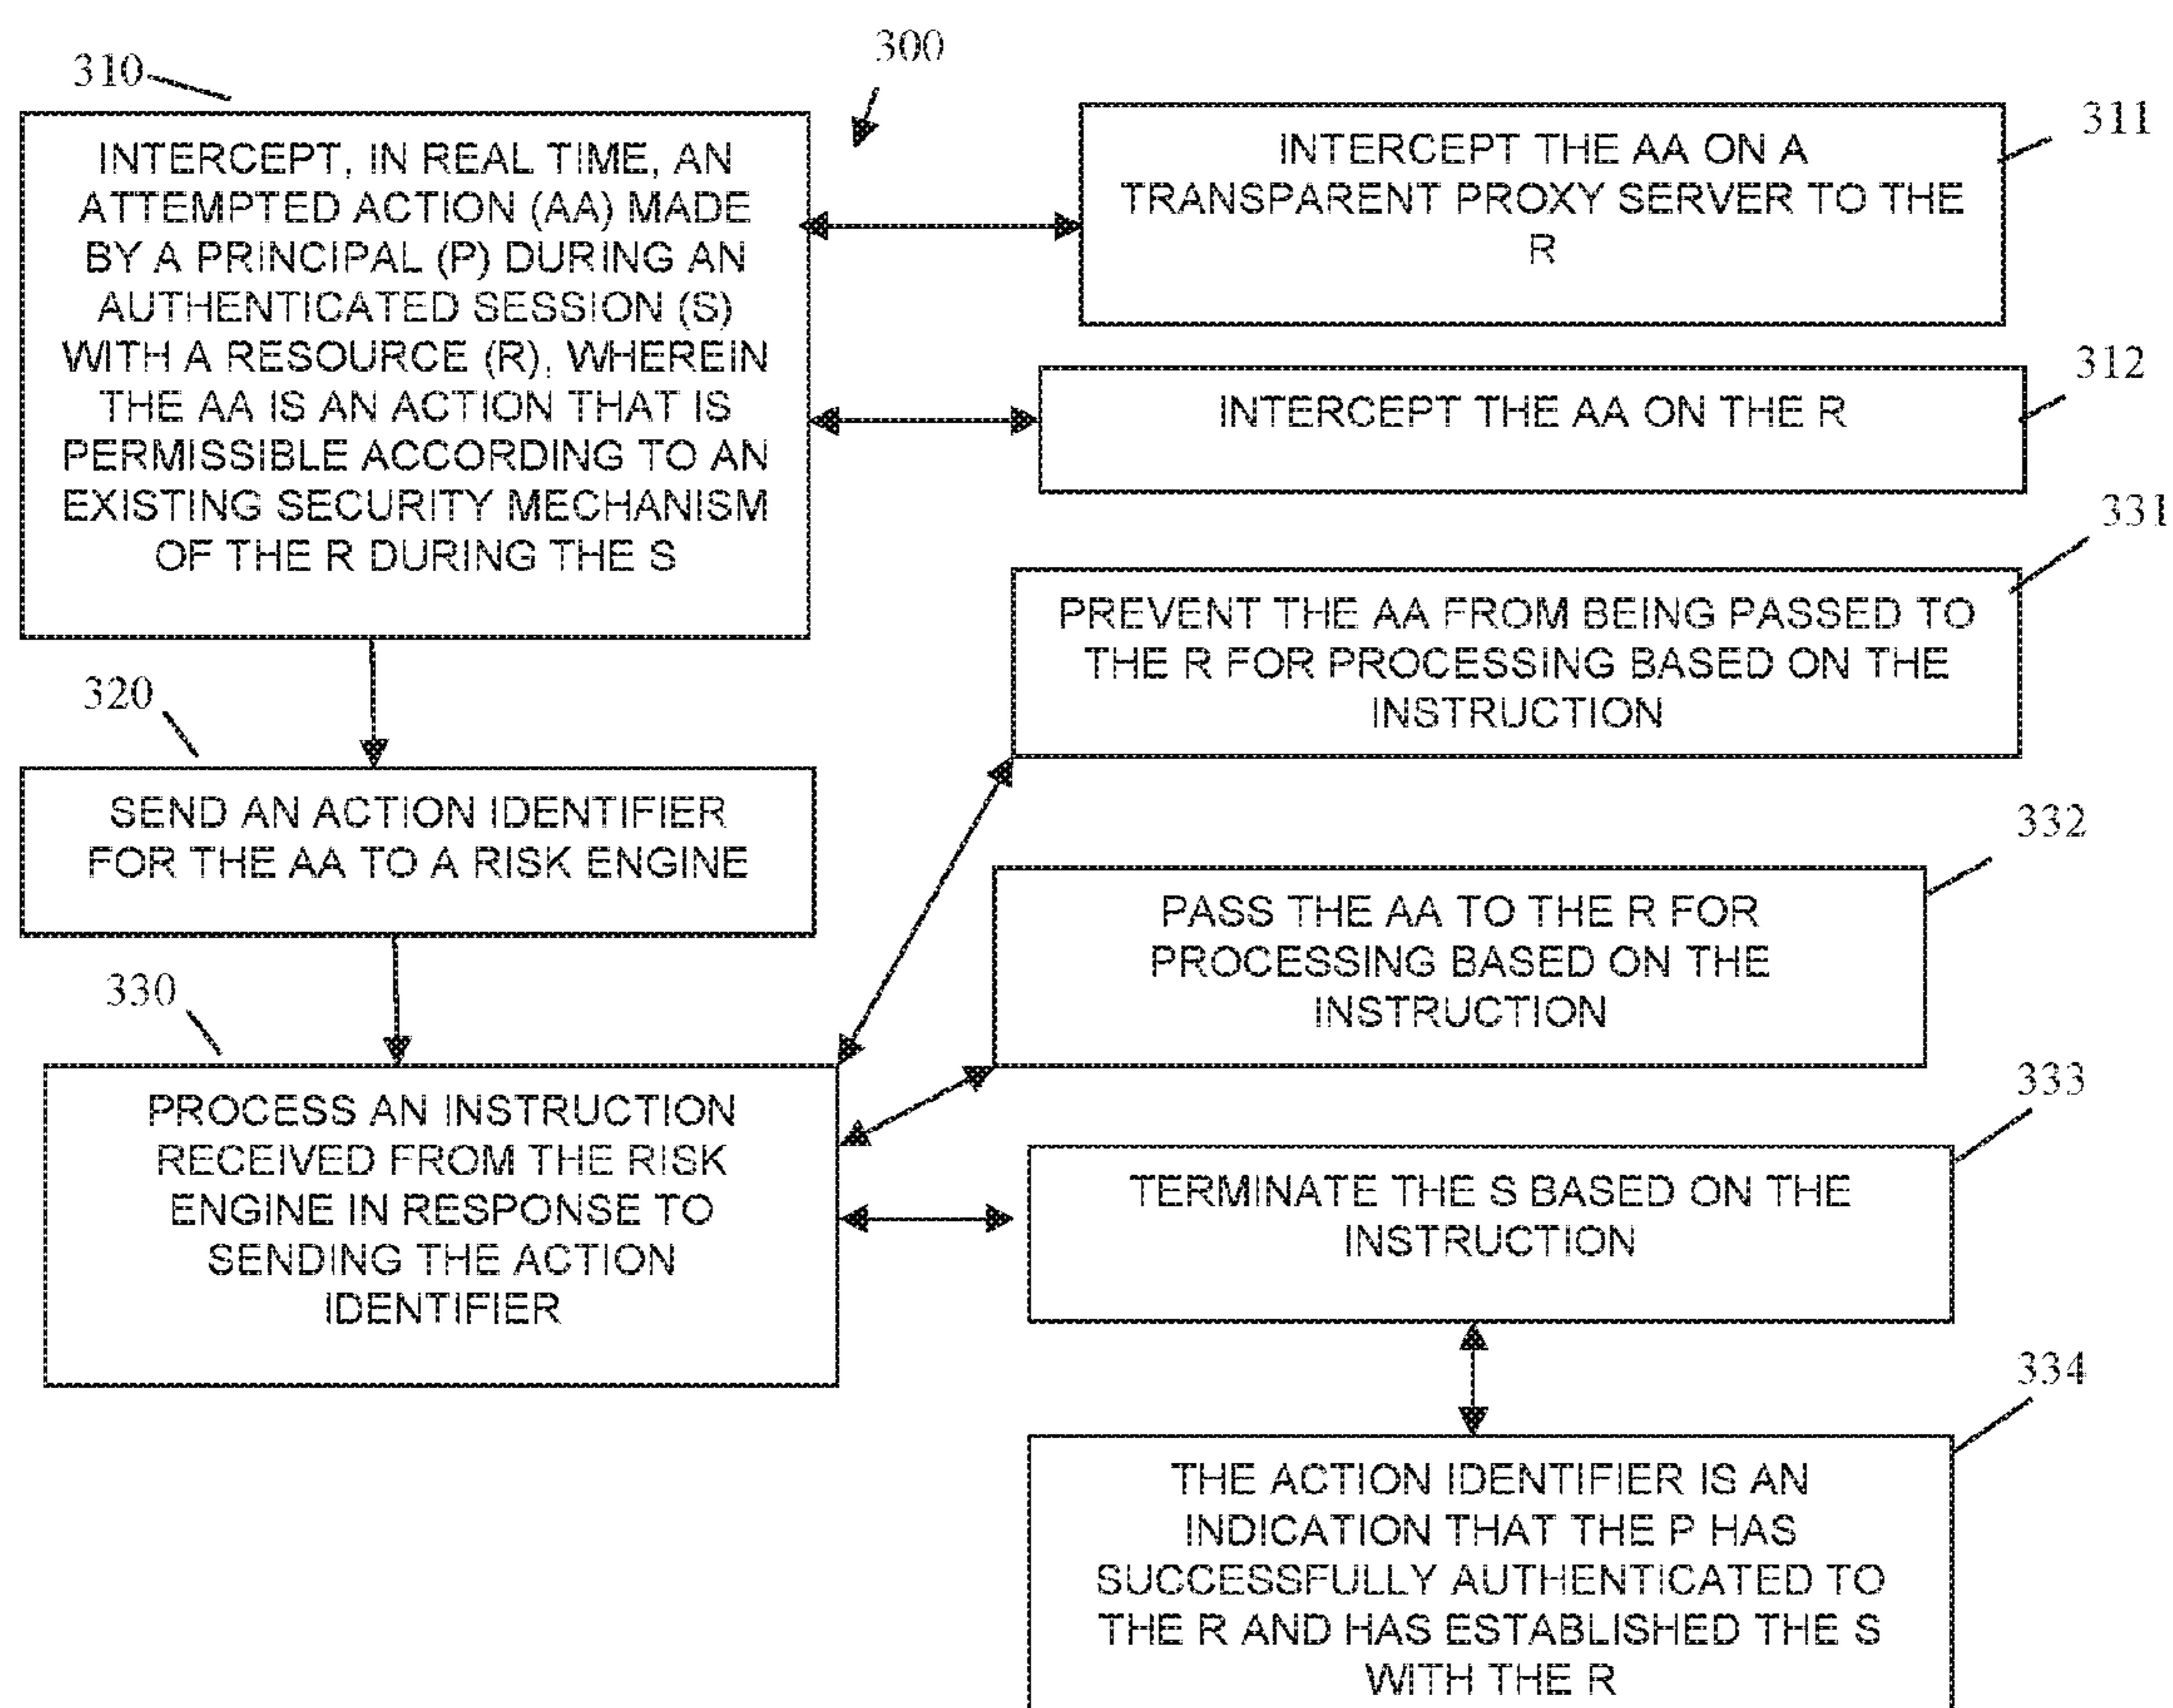 300
310
INTERCEPT, IN REAL TIME, AN
ATTEMPTED ACTION (AA) MADE
BY A PRINCIPAL (P) DURING AN
AUTHENTICATED SESSION (S)
WITH A RESOURCE (R), WHEREIN
THE AA IS AN ACTION THAT IS
PERMISSIBLE ACCORDING TO AN
EXISTING SECURITY MECHANISM
OF THE R DURING THE S
311
INTERCEPT THE AA ON A
TRANSPARENT PROXY SERVER TO THE
R
312
INTERCEPT THE AA ON THE R
320
SEND AN ACTION IDENTIFIER
FOR THE AA TO A RISK ENGINE
330
PROCESS AN INSTRUCTION
RECEIVED FROM THE RISK
ENGINE IN RESPONSE TO
SENDING THE ACTION
IDENTIFIER
331
PREVENT THE AA FROM BEING PASSED TO
THE R FOR PROCESSING BASED ON THE
INSTRUCTION
332
PASS THE AA TO THE R FOR
PROCESSING BASED ON THE
INSTRUCTION
333
TERMINATE THE S BASED ON THE
INSTRUCTION
334
THE ACTION IDENTIFIER IS AN
INDICATION THAT THE P HAS
SUCCESSFULLY AUTHENTICATED TO
THE R AND HAS ESTABLISHED THE S
WITH THE R